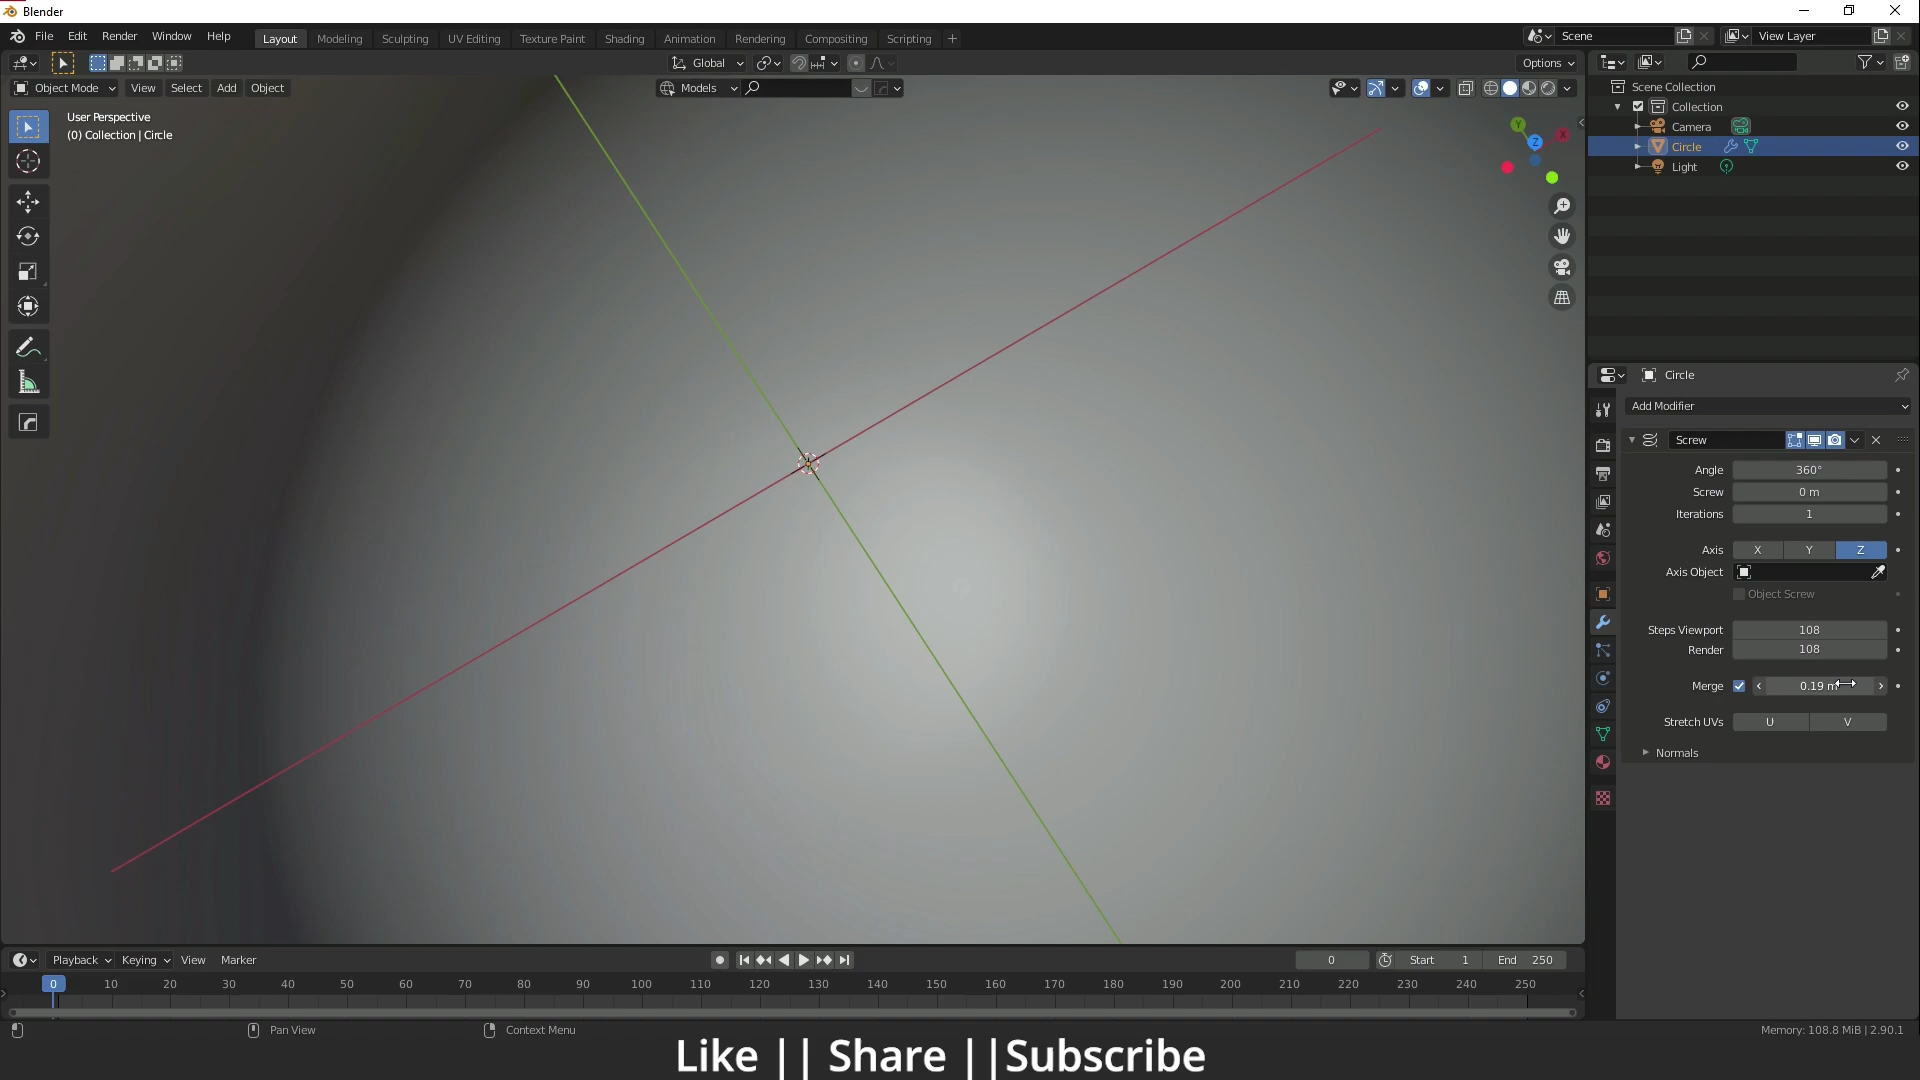 Blender
File Edit Render Window Help
Layout Modeling Sculpting UV Editing Texture Paint Shading Animation Rendering Compositing Scripting +
Scene
View Layer
Global
Options
Object Mode View Select Add Object
Models
User Perspective
(0) Collection | Circle
Y X Z
Scene Collection
Collection
Camera
Circle
Light
Circle
Add Modifier
Screw
Angle 360°
Screw 0 m
Iterations 1
Axis X Y Z
Axis Object
Object Screw
Steps Viewport 108
Render 108
Merge 0.19 m
Stretch UVs U V
Normals
Playback Keying View Marker
0 Start 1 End 250
0 10 20 30 40 50 60 70 80 90 100 110 120 130 140 150 160 170 180 190 200 210 220 230 240 250
Pan View Context Menu
Memory: 108.8 MiB | 2.90.1
Like || Share ||Subscribe